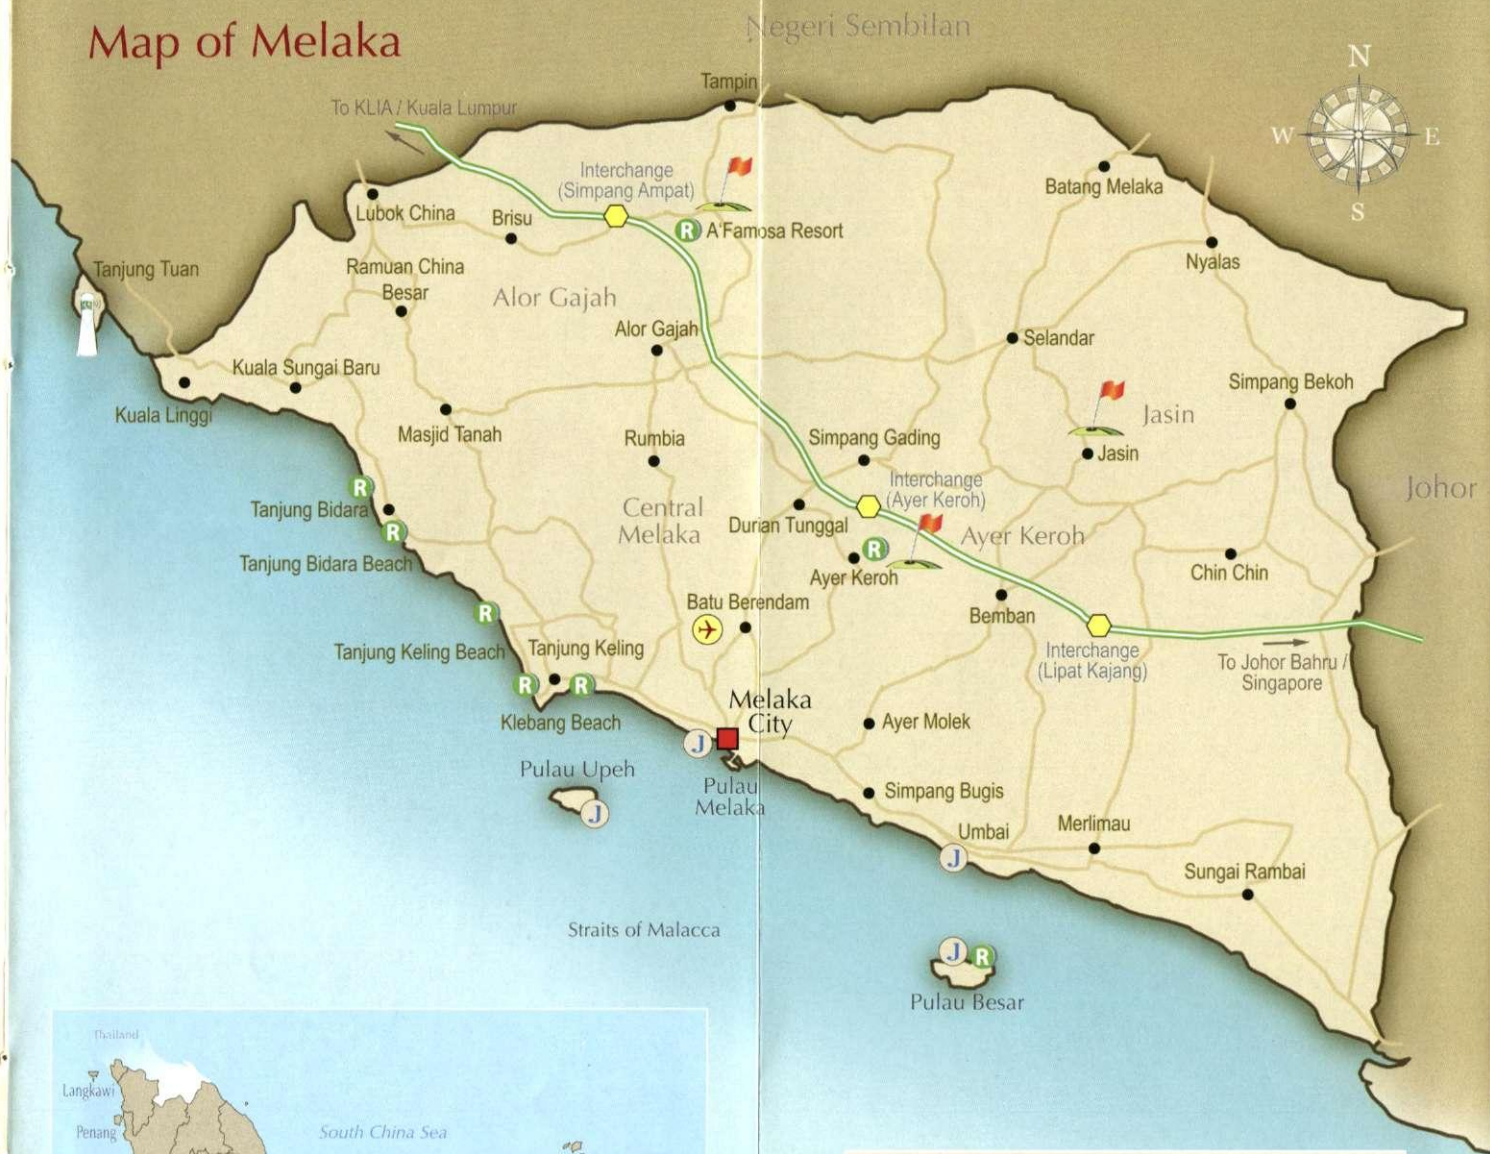 Map of Melaka
Negeri Sembilan
N
W
E
S
Tampin
To KLIA / Kuala Lumpur
Interchange
(Simpang Ampat)
Batang Melaka
Lubok China
Brisu
R
A'Famosa Resort
Nyalas
Tanjung Tuan
Ramuan China
Besar
Alor Gajah
Alor Gajah
Selandar
Kuala Sungai Baru
Simpang Bekoh
Kuala Linggi
Masjid Tanah
Rumbia
Simpang Gading
Jasin
Jasin
Johor
R
Tanjung Bidara
R
Tanjung Bidara Beach
Central
Melaka
Interchange
(Ayer Keroh)
Durian Tunggal
Ayer Keroh
R
Ayer Keroh
Chin Chin
Batu Berendam
Bemban
R
Tanjung Keling Beach
Tanjung Keling
Interchange
(Lipat Kajang)
To Johor Bahru /
Singapore
R
R
Klebang Beach
Melaka
City
J
Ayer Molek
Pulau Upeh
J
Pulau
Melaka
Simpang Bugis
Umbai
J
Merlimau
Sungai Rambai
Straits of Malacca
J
R
Pulau Besar
Thailand
Langkawi
Penang
South China Sea